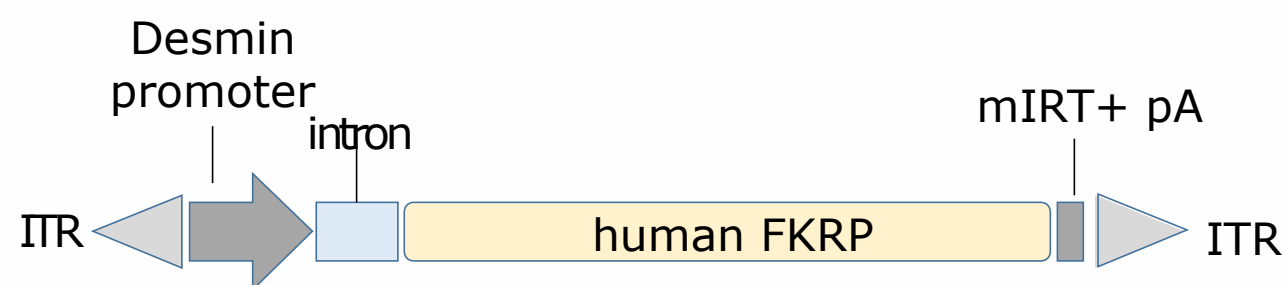 Desmin
promoter
intron
mIRT+ pA
ITR
human FKRP
ITR